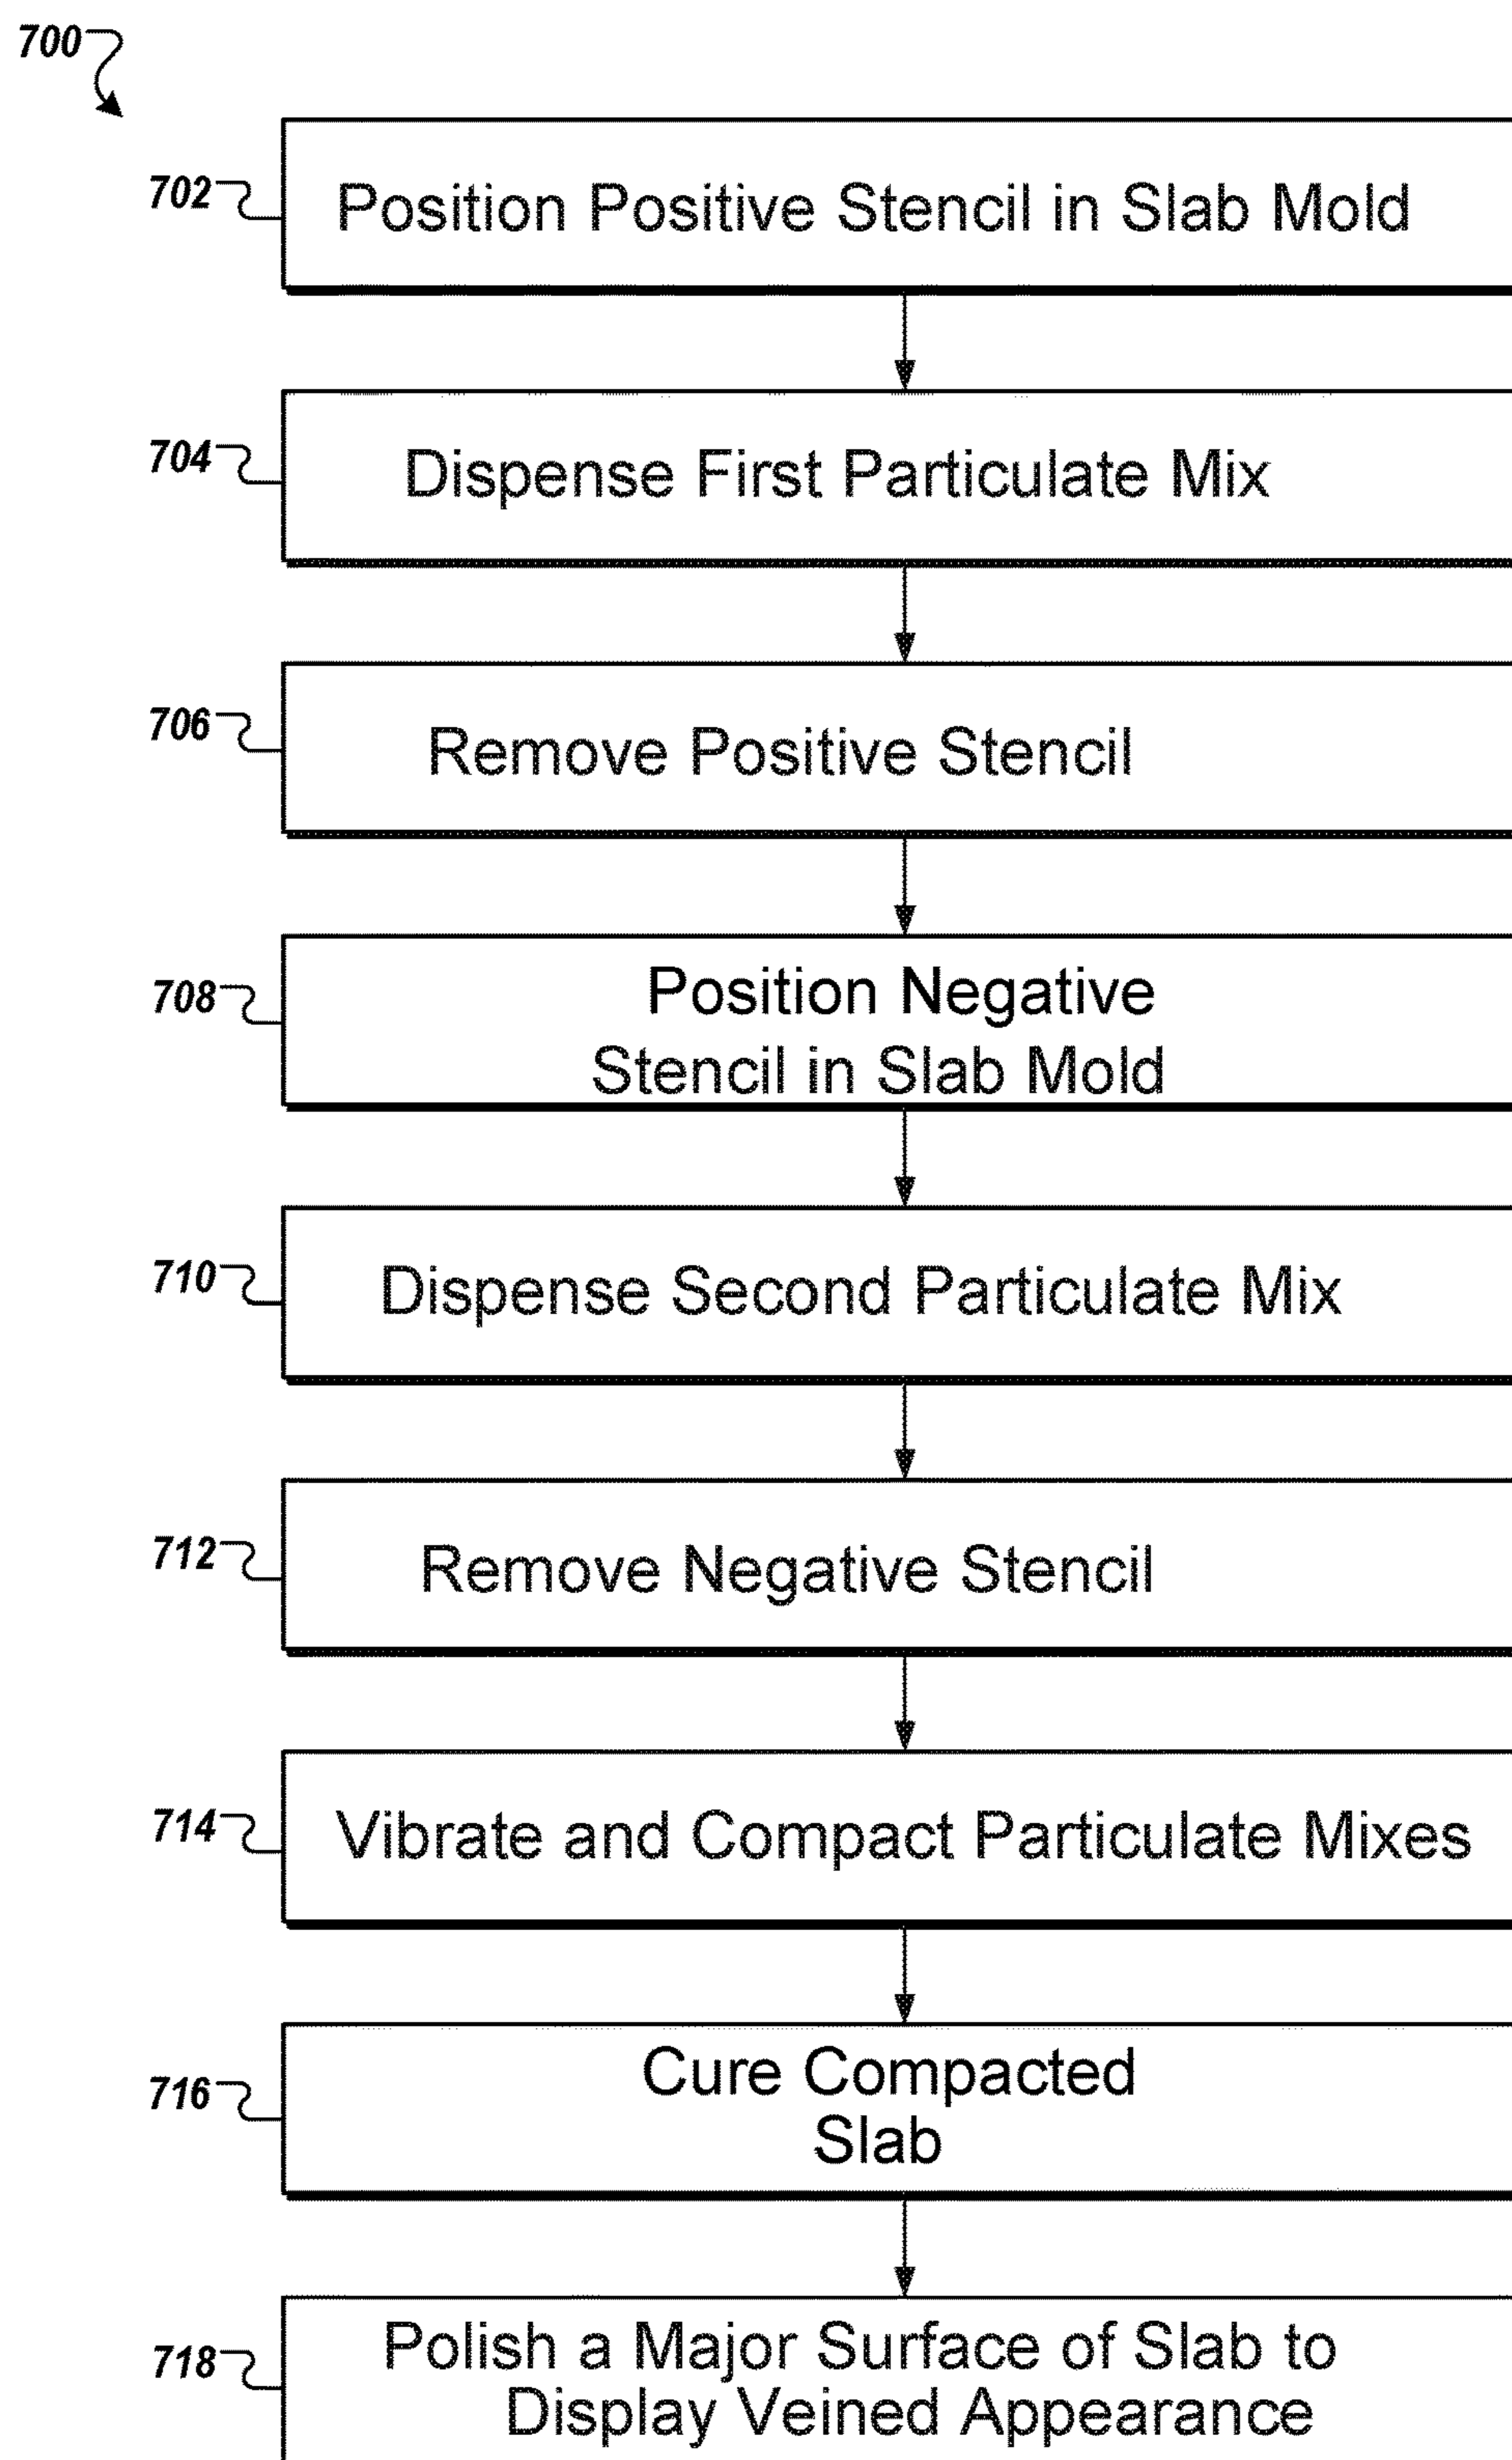 700
702
Position Positive Stencil in Slab Mold
704
Dispense First Particulate Mix
706
Remove Positive Stencil
708
Position Negative
Stencil in Slab Mold
710
Dispense Second Particulate Mix
712
Remove Negative Stencil
714
Vibrate and Compact Particulate Mixes
716
Cure Compacted
Slab
718
Polish a Major Surface of Slab to
Display Veined Appearance